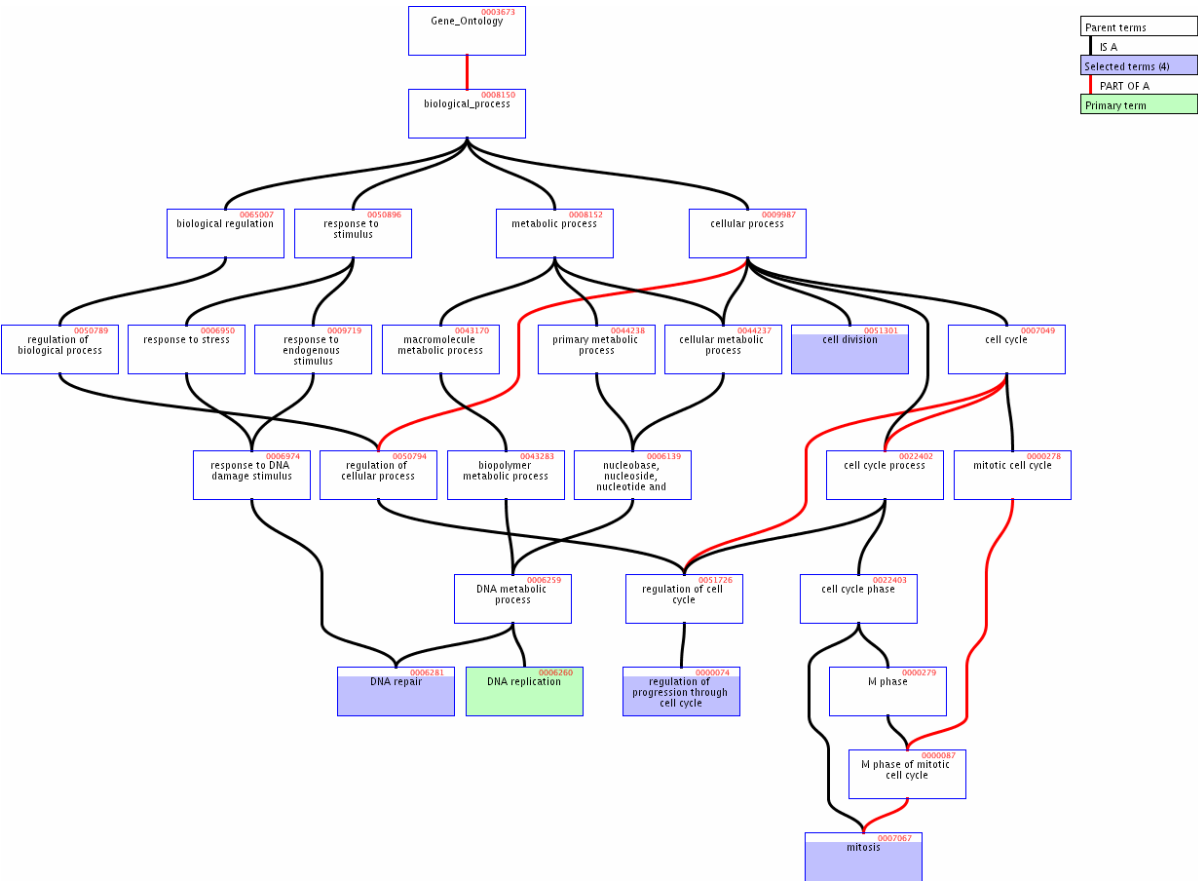 0003673
Gene_Ontology
Parent terms
IS A
Selected terms (4)
PART OF A
Primary term
0008150
biological_process
0065007
biological regulation
0050896
response to
stimulus
0008152
metabolic process
0009987
cellular process
0050789
regulation of
biological process
0006950
response to stress
0009719
response to
endogenous
stimulus
0043170
macromolecule
metabolic process
0044238
primary metabolic
process
0044237
cellular metabolic
process
0051301
cell division
0007049
cell cycle
0006974
response to DNA
damage stimulus
0050794
regulation of
cellular process
0043283
biopolymer
metabolic process
0006139
nucleobase,
nucleoside,
nucleotide and
0022402
cell cycle process
0000278
mitotic cell cycle
0006259
DNA metabolic
process
0051726
regulation of cell
cycle
0022403
cell cycle phase
0006281
DNA repair
0006260
DNA replication
0000074
regulation of
progression through
cell cycle
0000279
M phase
0000087
M phase of mitotic
cell cycle
0007067
mitosis